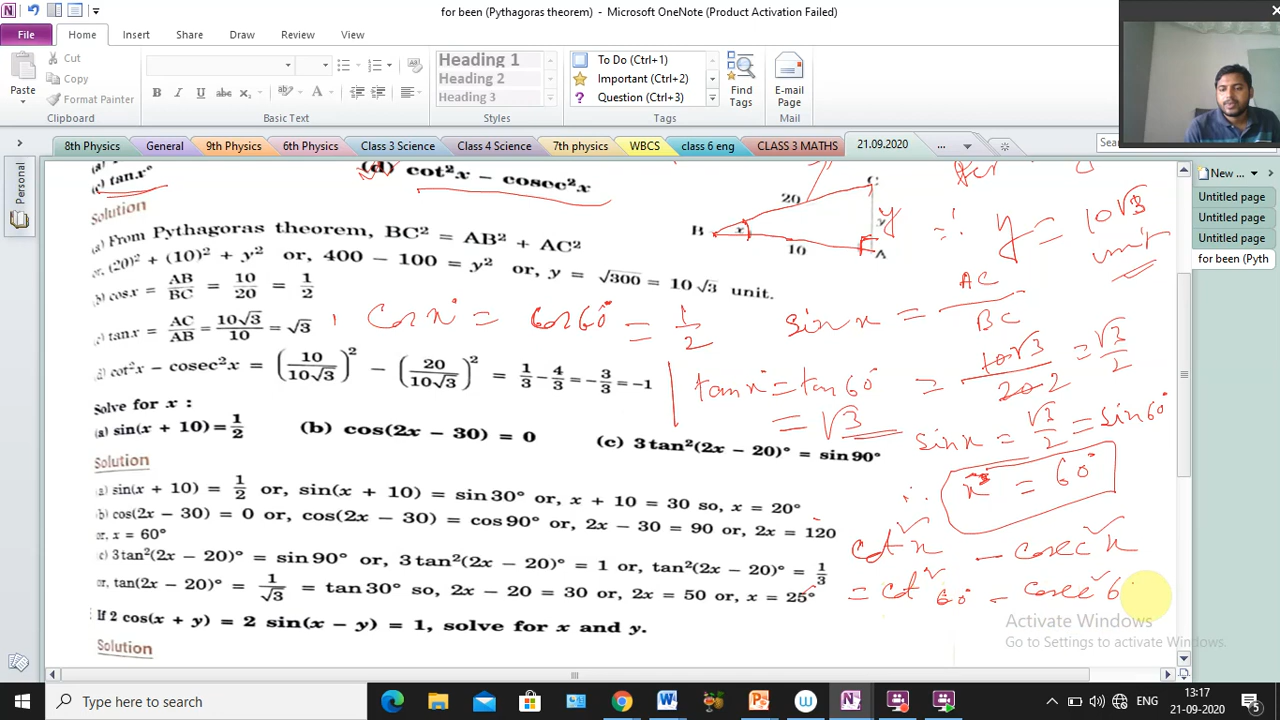 for been (Pythagoras theorem) - Microsoft OneNote (Product Activation Failed)
File Home Insert Draw Review View
Cut
Copy
Format Painter
Paste
Clipboard
B I U abc X₂ A
Basic Text
Heading 1
Heading 2
Heading 3
Styles
To Do (Ctrl+1)
Important (Ctrl+2)
Question (Ctrl+3)
Tags
Find Tags
E-mail Page
Mail
8th Physics General 9th Physics 6th Physics Class 3 Science Class 4 Science 7th physics WBCS class 6 eng CLASS 3 MATHS 21.09.2020 ...
Personal
New ...
Untitled page
Untitled page
Untitled page
for been (Pyth
tan x° (d) cot²x − cosec²x
Solution
From Pythagoras theorem, BC² = AB² + AC²
or, (20)² + (10)² + y² or, 400 − 100 = y² or, y = √300 = 10√3 unit.
cos x = AB/BC = 10/20 = 1/2
tan x = AC/AB = 10√3/10 = √3
cot²x − cosec²x = (10/10√3)² − (20/10√3)² = 1/3 − 4/3 = −3/3 = −1
B x 20 10 C y A
y
∴ y = 10√3 unit
cos x° = cos 60° = 1/2
sin x = AC/BC
= 10√3/20 2 = √3/2
tan x° = tan 60°
= √3
sin x = √3/2 = sin 60°
∴ x° = 60°
cot²x − cosec²x
= cot²60° − cosec²6
Solve for x :
(a) sin(x + 10) = 1/2 (b) cos(2x − 30) = 0 (c) 3 tan²(2x − 20)° = sin 90°
Solution
a) sin(x + 10) = 1/2 or, sin(x + 10) = sin 30° or, x + 10 = 30 so, x = 20°
b) cos(2x − 30) = 0 or, cos(2x − 30) = cos 90° or, 2x − 30 = 90 or, 2x = 120
or, x = 60°
c) 3 tan²(2x − 20)° = sin 90° or, 3 tan²(2x − 20)° = 1 or, tan²(2x − 20)° = 1/3
or, tan(2x − 20)° = 1/√3 = tan 30° so, 2x − 20 = 30 or, 2x = 50 or, x = 25°
If 2 cos(x + y) = 2 sin(x − y) = 1, solve for x and y.
Solution
Activate Windows
Go to Settings to activate Windows.
Type here to search
ENG
13:17
21-09-2020
5